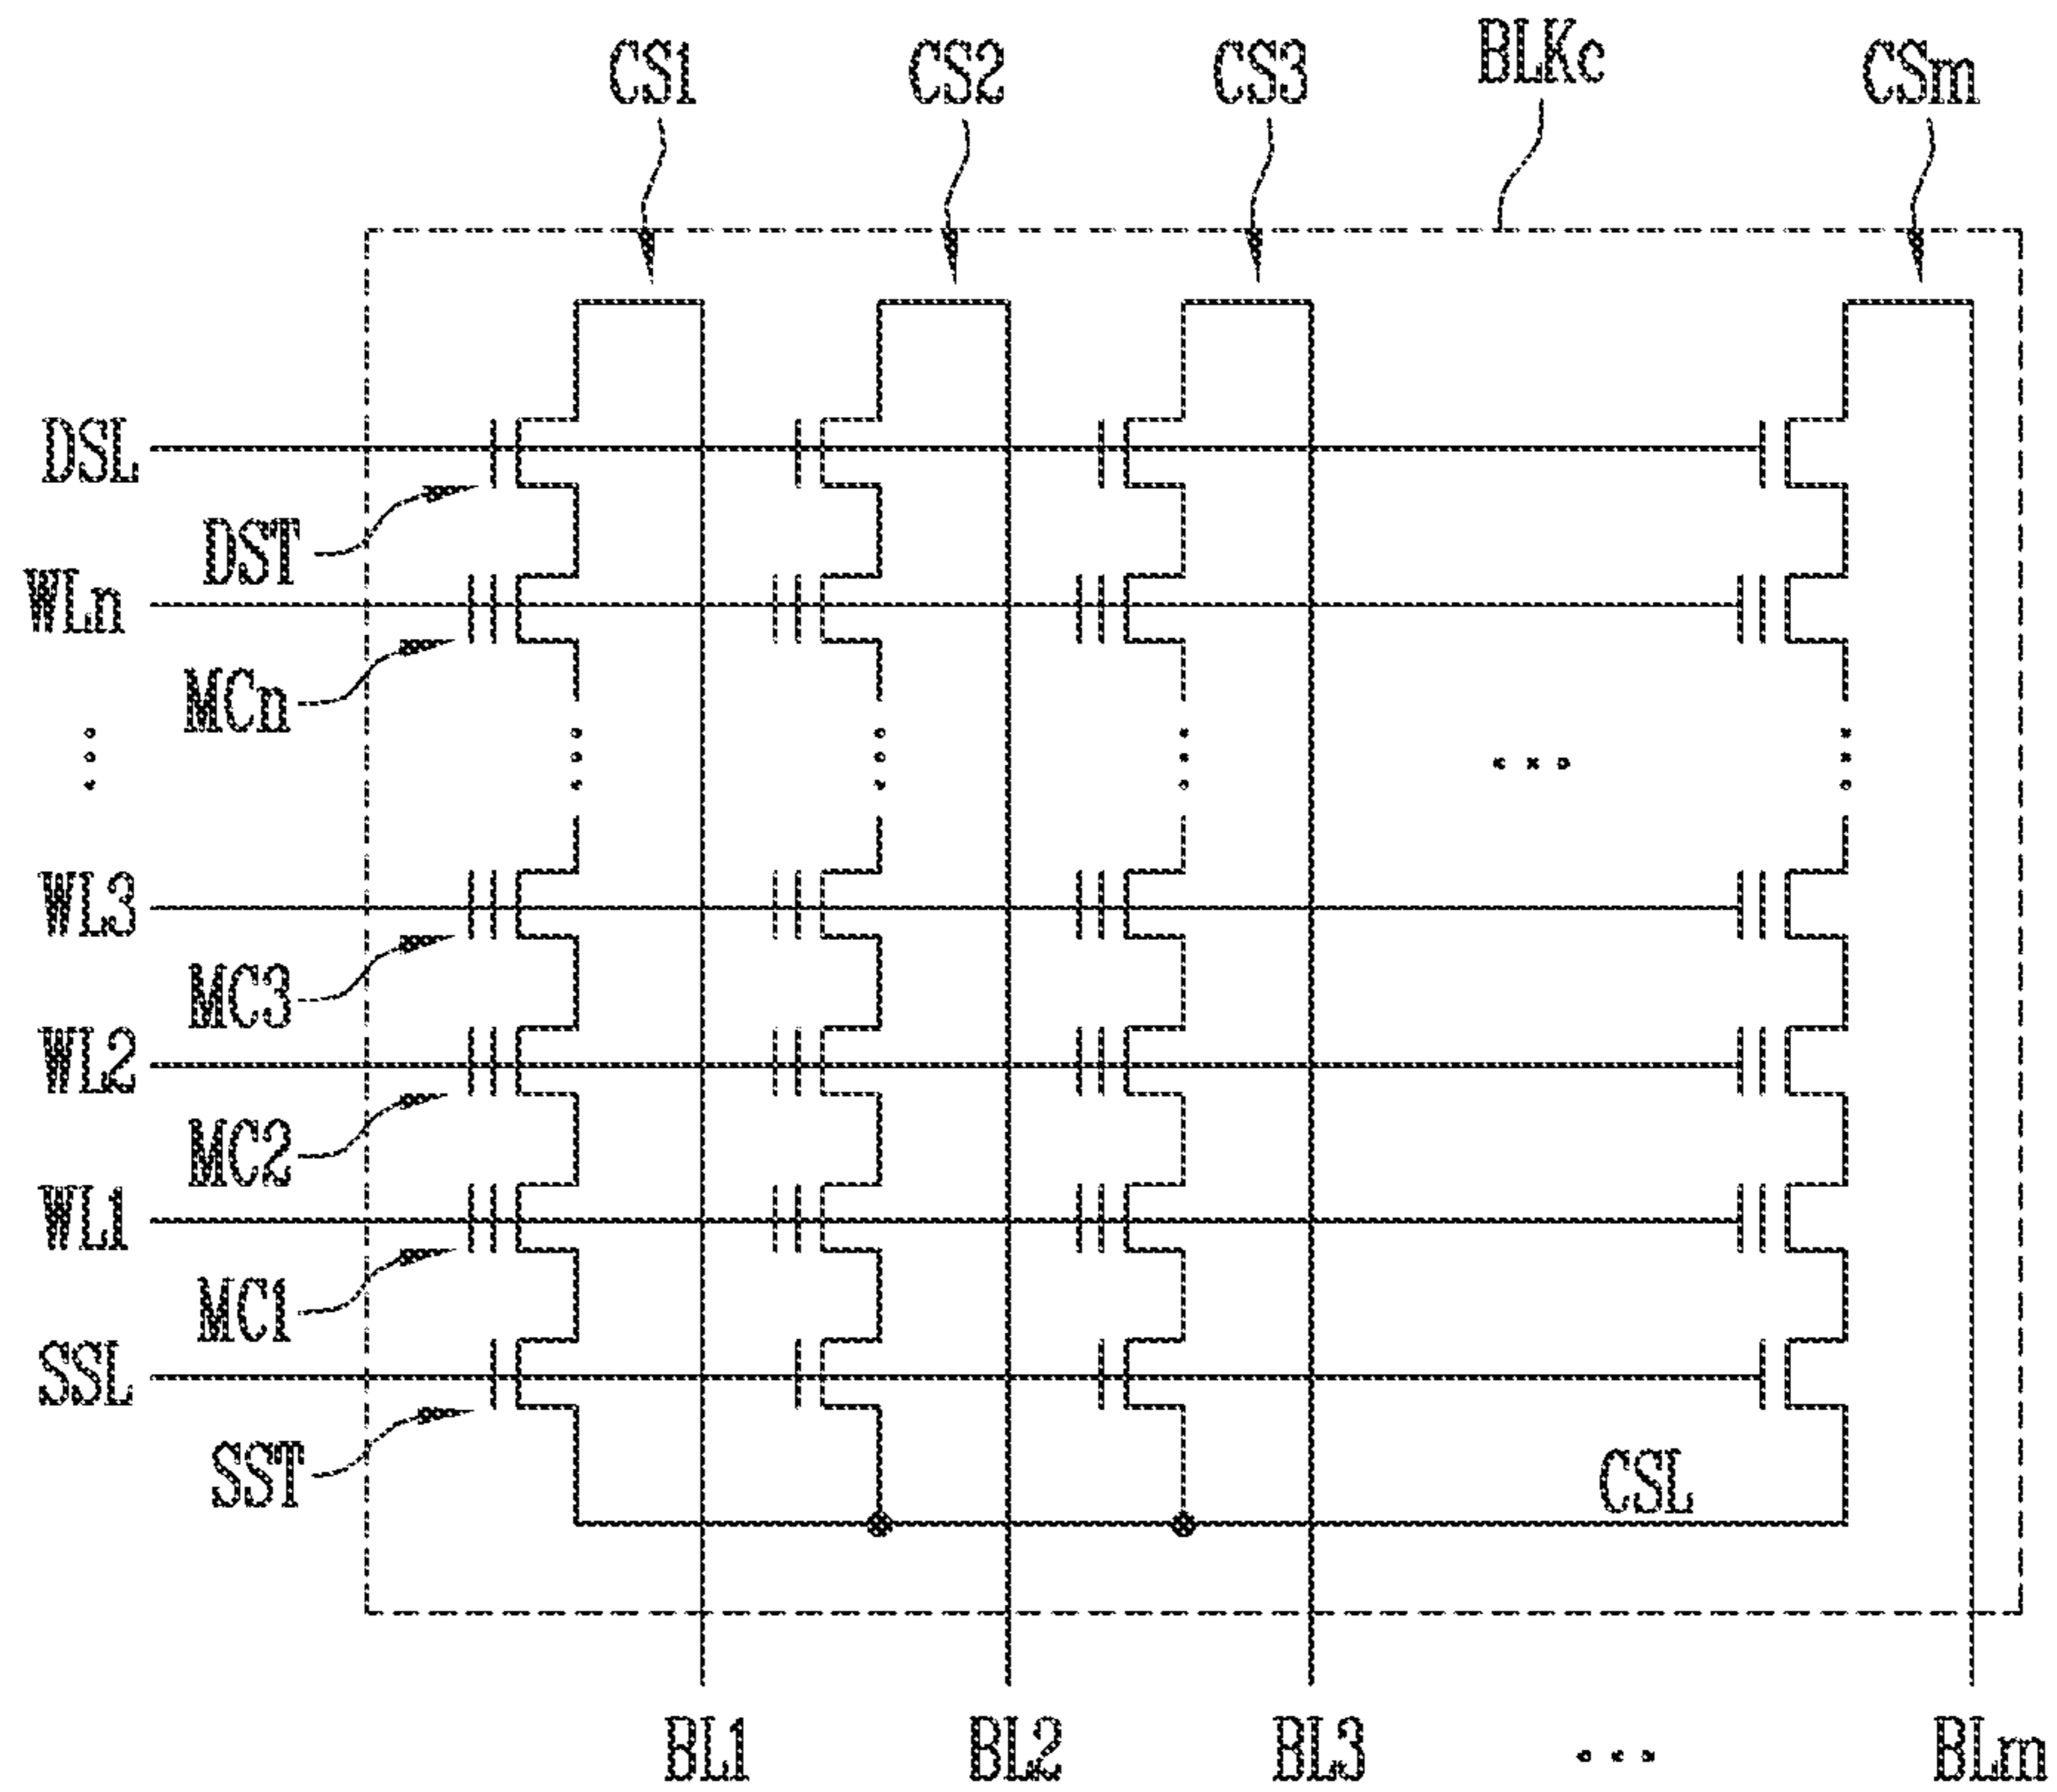 CS1 CS2 CS3 BLKc CSm
DSL
DST
WLn
MCn
⋮
...
WL3
MC3
WL2
MC2
WL1
MC1
SSL
SST
CSL
BL1 BL2 BL3 ... BLm